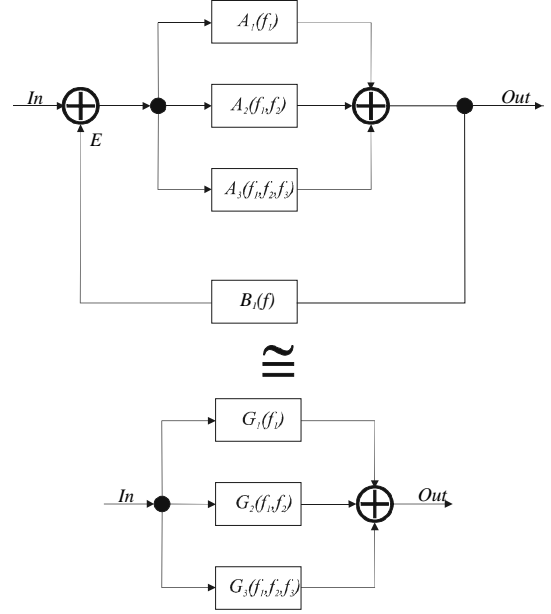 A₁(f₁)
In
A₂(f₁,f₂)
Out
E
A₃(f₁,f₂,f₃)
B₁(f)
≅
G₁(f₁)
In
G₂(f₁,f₂)
Out
G₃(f₁,f₂,f₃)